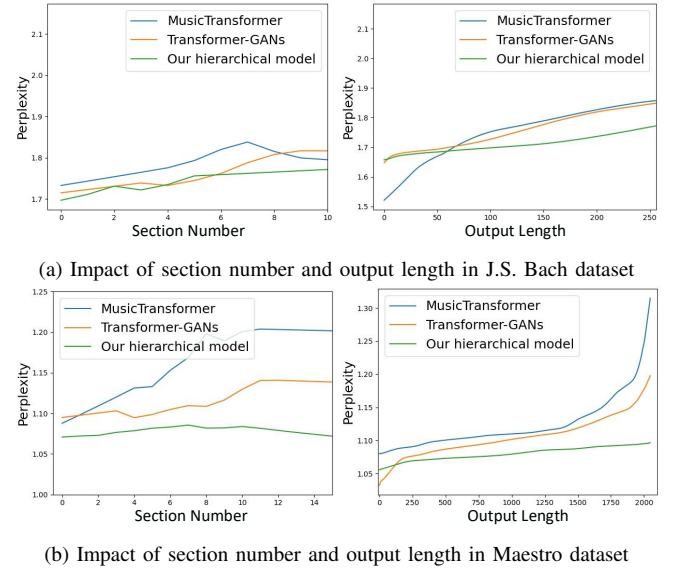 MusicTransformer
Transformer-GANs
Our hierarchical model
Perplexity
2.1
2.0
1.9
1.8
1.7
0 2 4 6 8 10
Section Number
MusicTransformer
Transformer-GANs
Our hierarchical model
Perplexity
2.1
2.0
1.9
1.8
1.7
1.6
1.5
0 50 100 150 200 250
Output Length
(a) Impact of section number and output length in J.S. Bach dataset
MusicTransformer
Transformer-GANs
Our hierarchical model
Perplexity
1.25
1.20
1.15
1.10
1.05
1.00
0 2 4 6 8 10 12 14
Section Number
MusicTransformer
Transformer-GANs
Our hierarchical model
Perplexity
1.30
1.25
1.20
1.15
1.10
1.05
0 250 500 750 1000 1250 1500 1750 2000
Output Length
(b) Impact of section number and output length in Maestro dataset